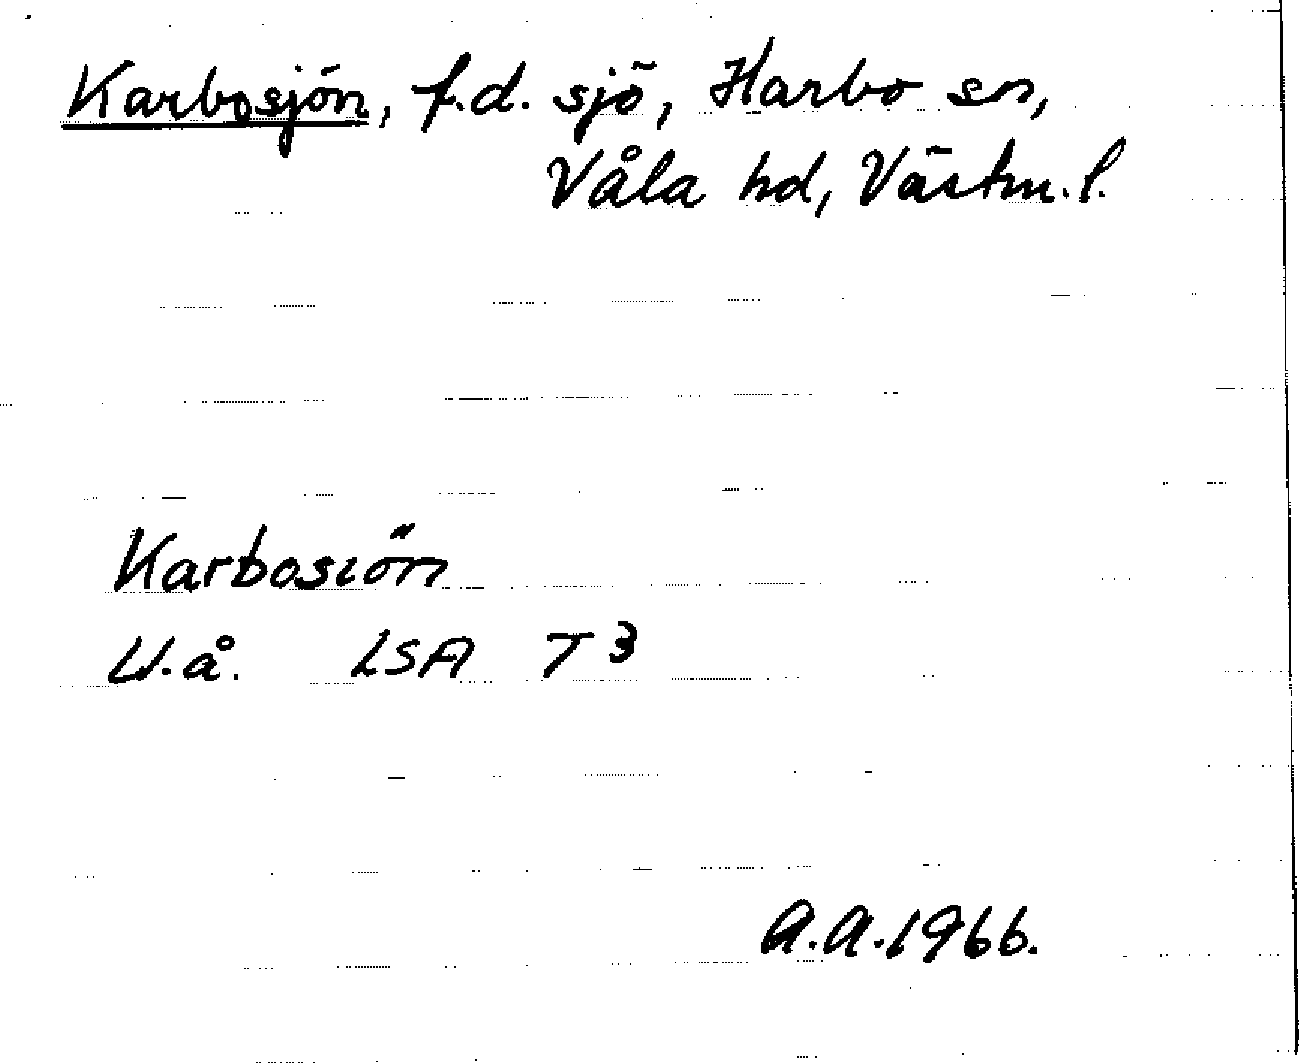 Karbosjön, f.d. sjö, Harbo sn,
Våla hd, Västm. l.
Karbosiön
U.å. LSA T3
A.A. 1966.